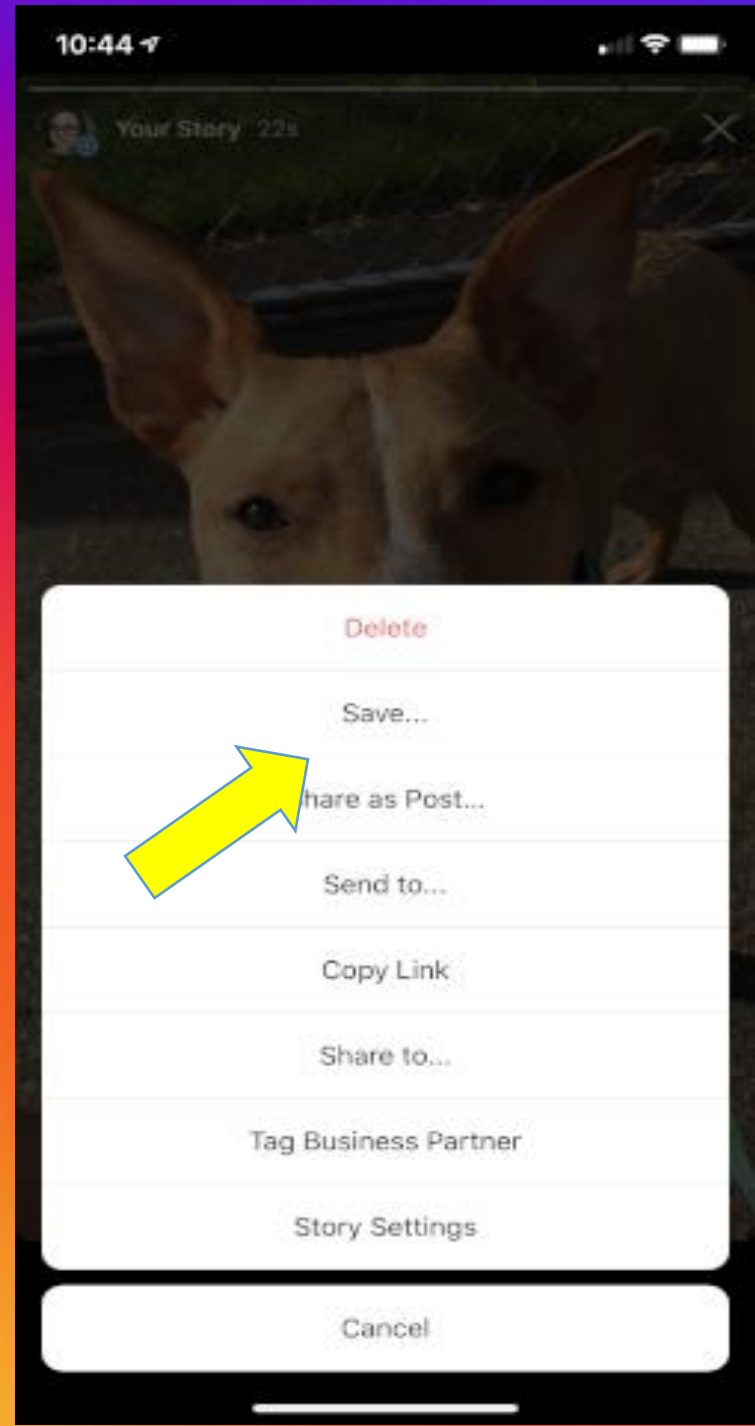 10:44
Your Story 22s
Delete
Save...
hare as Post...
Send to...
Copy Link
Share to...
Tag Business Partner
Story Settings
Cancel